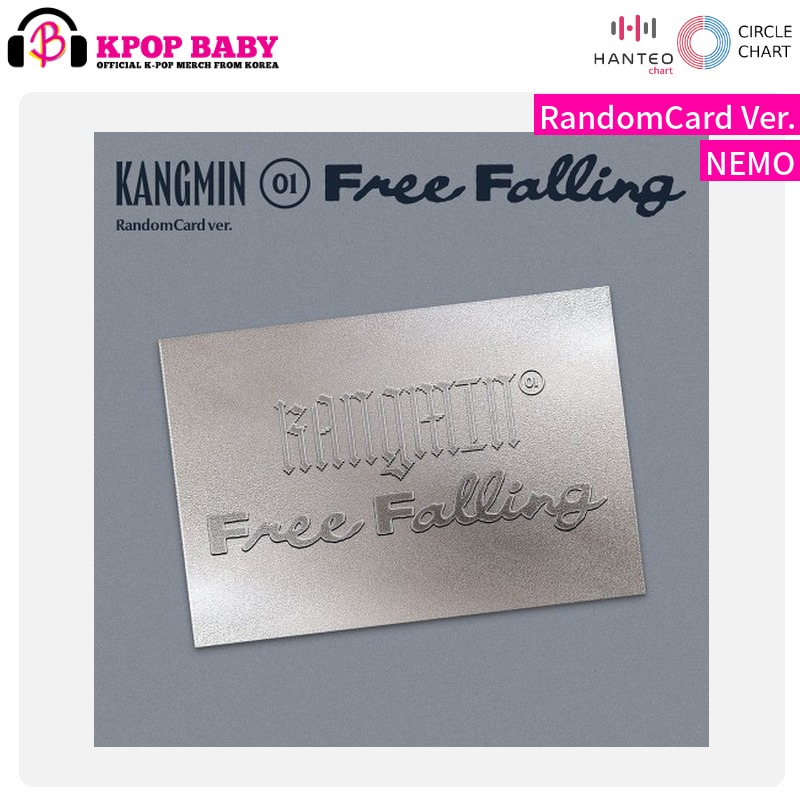 KPOP BABY
OFFICIAL K-POP MERCH FROM KOREA
HANTEO
chart
CIRCLE
CHART
RandomCard Ver.
NEMO
KANGMIN 01 Free Falling
RandomCard ver.
KANGMIN 01
Free Falling